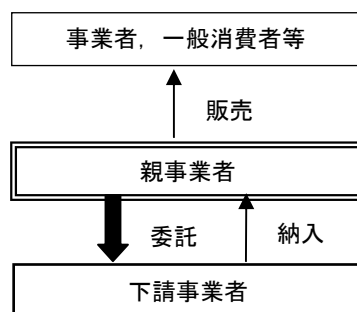 事業者，一般消費者等
販売
親事業者
委託
納入
下請事業者